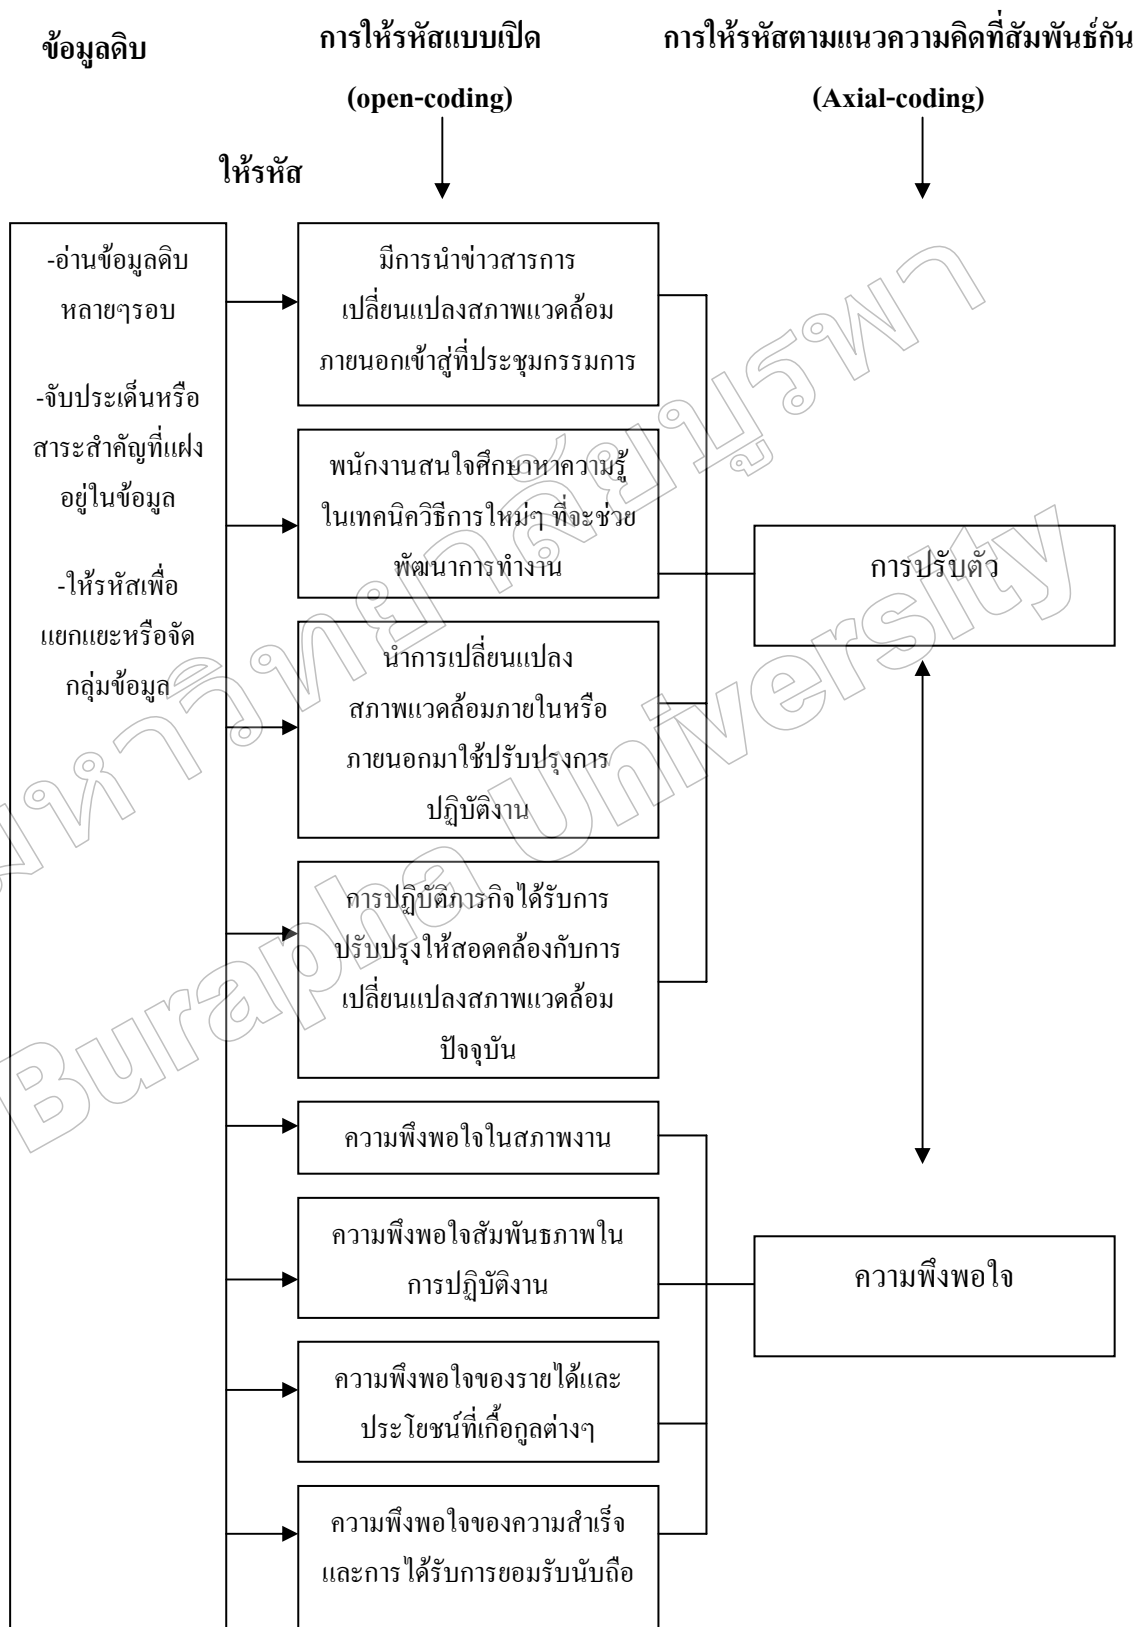 ข้อมูลดิบ
การให้รหัสแบบเปิด
(open-coding)
การให้รหัสตามแนวความคิดที่สัมพันธ์กัน
(Axial-coding)
ให้รหัส
-อ่านข้อมูลดิบ
หลายๆรอบ
-จับประเด็นหรือ
สาระสำคัญที่แฝง
อยู่ในข้อมูล
-ให้รหัสเพื่อ
แยกแยะหรือจัด
กลุ่มข้อมูล
มีการนำข่าวสารการ
เปลี่ยนแปลงสภาพแวดล้อม
ภายนอกเข้าสู่ที่ประชุมกรรมการ
พนักงานสนใจศึกษาหาความรู้
ในเทคนิควิธีการใหม่ๆ ที่จะช่วย
พัฒนาการทำงาน
นำการเปลี่ยนแปลง
สภาพแวดล้อมภายในหรือ
ภายนอกมาใช้ปรับปรุงการ
ปฏิบัติงาน
การปฏิบัติภารกิจได้รับการ
ปรับปรุงให้สอดคล้องกับการ
เปลี่ยนแปลงสภาพแวดล้อม
ปัจจุบัน
ความพึงพอใจในสภาพงาน
ความพึงพอใจสัมพันธภาพใน
การปฏิบัติงาน
ความพึงพอใจของรายได้และ
ประโยชน์ที่เกื้อกูลต่างๆ
ความพึงพอใจของความสำเร็จ
และการได้รับการยอมรับนับถือ
การปรับตัว
ความพึงพอใจ
มหาวิทยาลัยบูรพา
Burapha University